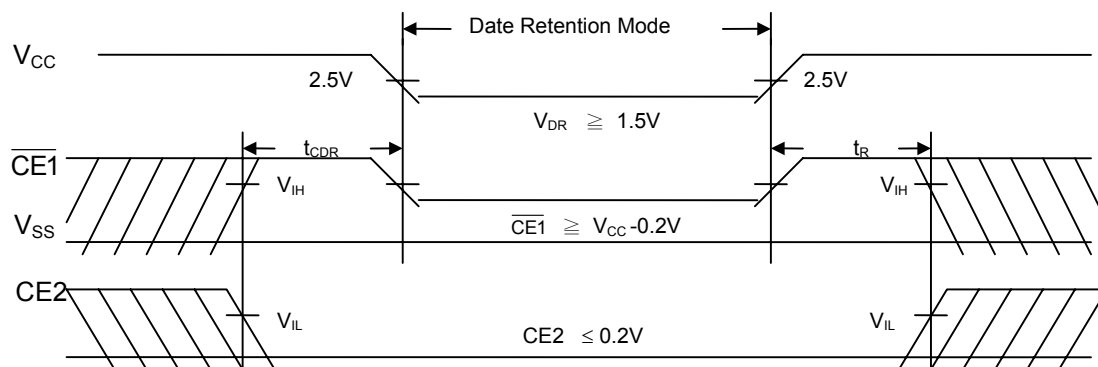 Date Retention Mode
VCC
2.5V
2.5V
VDR ≧ 1.5V
tCDR
tR
CE1
VIH
VIH
VSS
CE1 ≧ VCC-0.2V
CE2
VIL
VIL
CE2 ≤ 0.2V